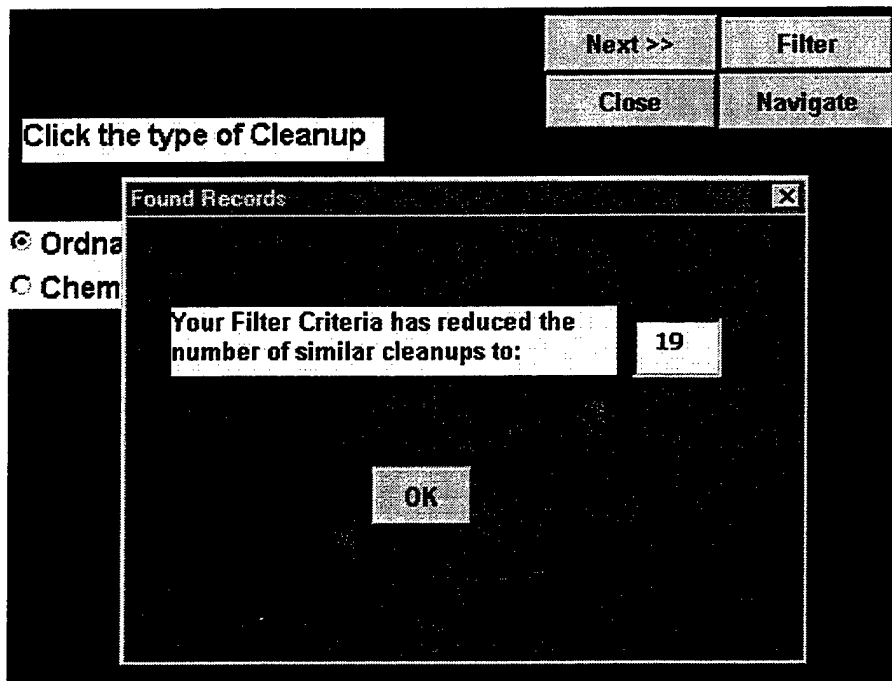 Next >>
Filter
Close
Navigate
Click the type of Cleanup
Found Records
Ordna
Chem
Your Filter Criteria has reduced the
number of similar cleanups to:
19
OK